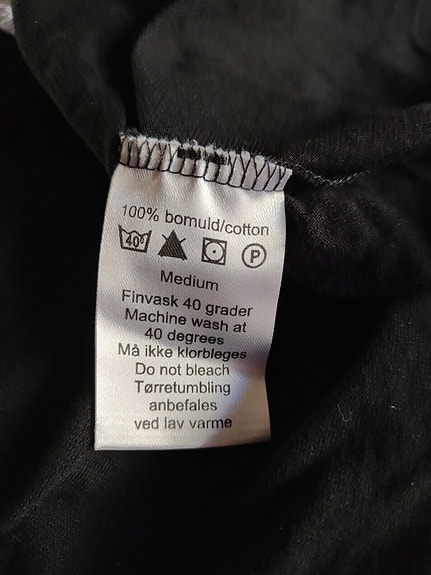 100% bomuld/cotton
40° P
Medium
Finvask 40 grader
Machine wash at
40 degrees
Må ikke klorbleges
Do not bleach
Tørretumbling
anbefales
ved lav varme